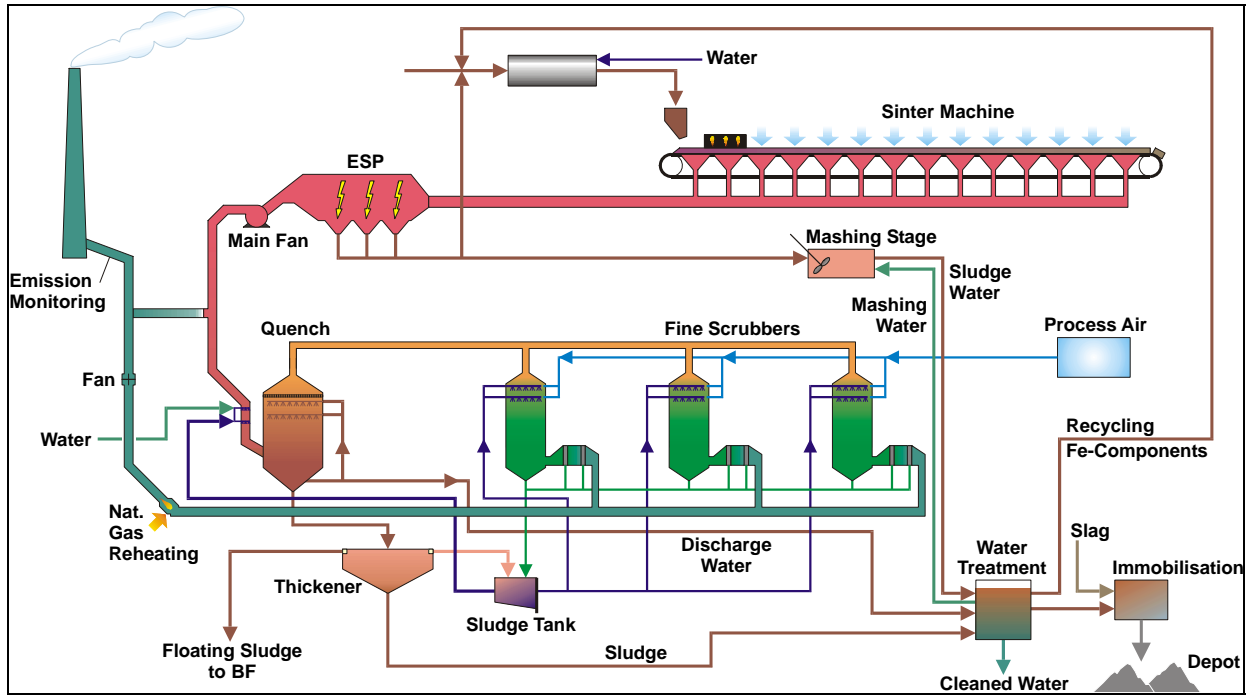 Water
Sinter Machine
ESP
Main Fan
Mashing Stage
Sludge
Water
Emission
Monitoring
Mashing
Water
Quench
Fine Scrubbers
Process Air
Fan
Water
Recycling
Fe-Components
Nat.
Gas
Reheating
Discharge
Water
Slag
Water
Treatment
Immobilisation
Thickener
Sludge Tank
Floating Sludge
to BF
Sludge
Depot
Cleaned Water